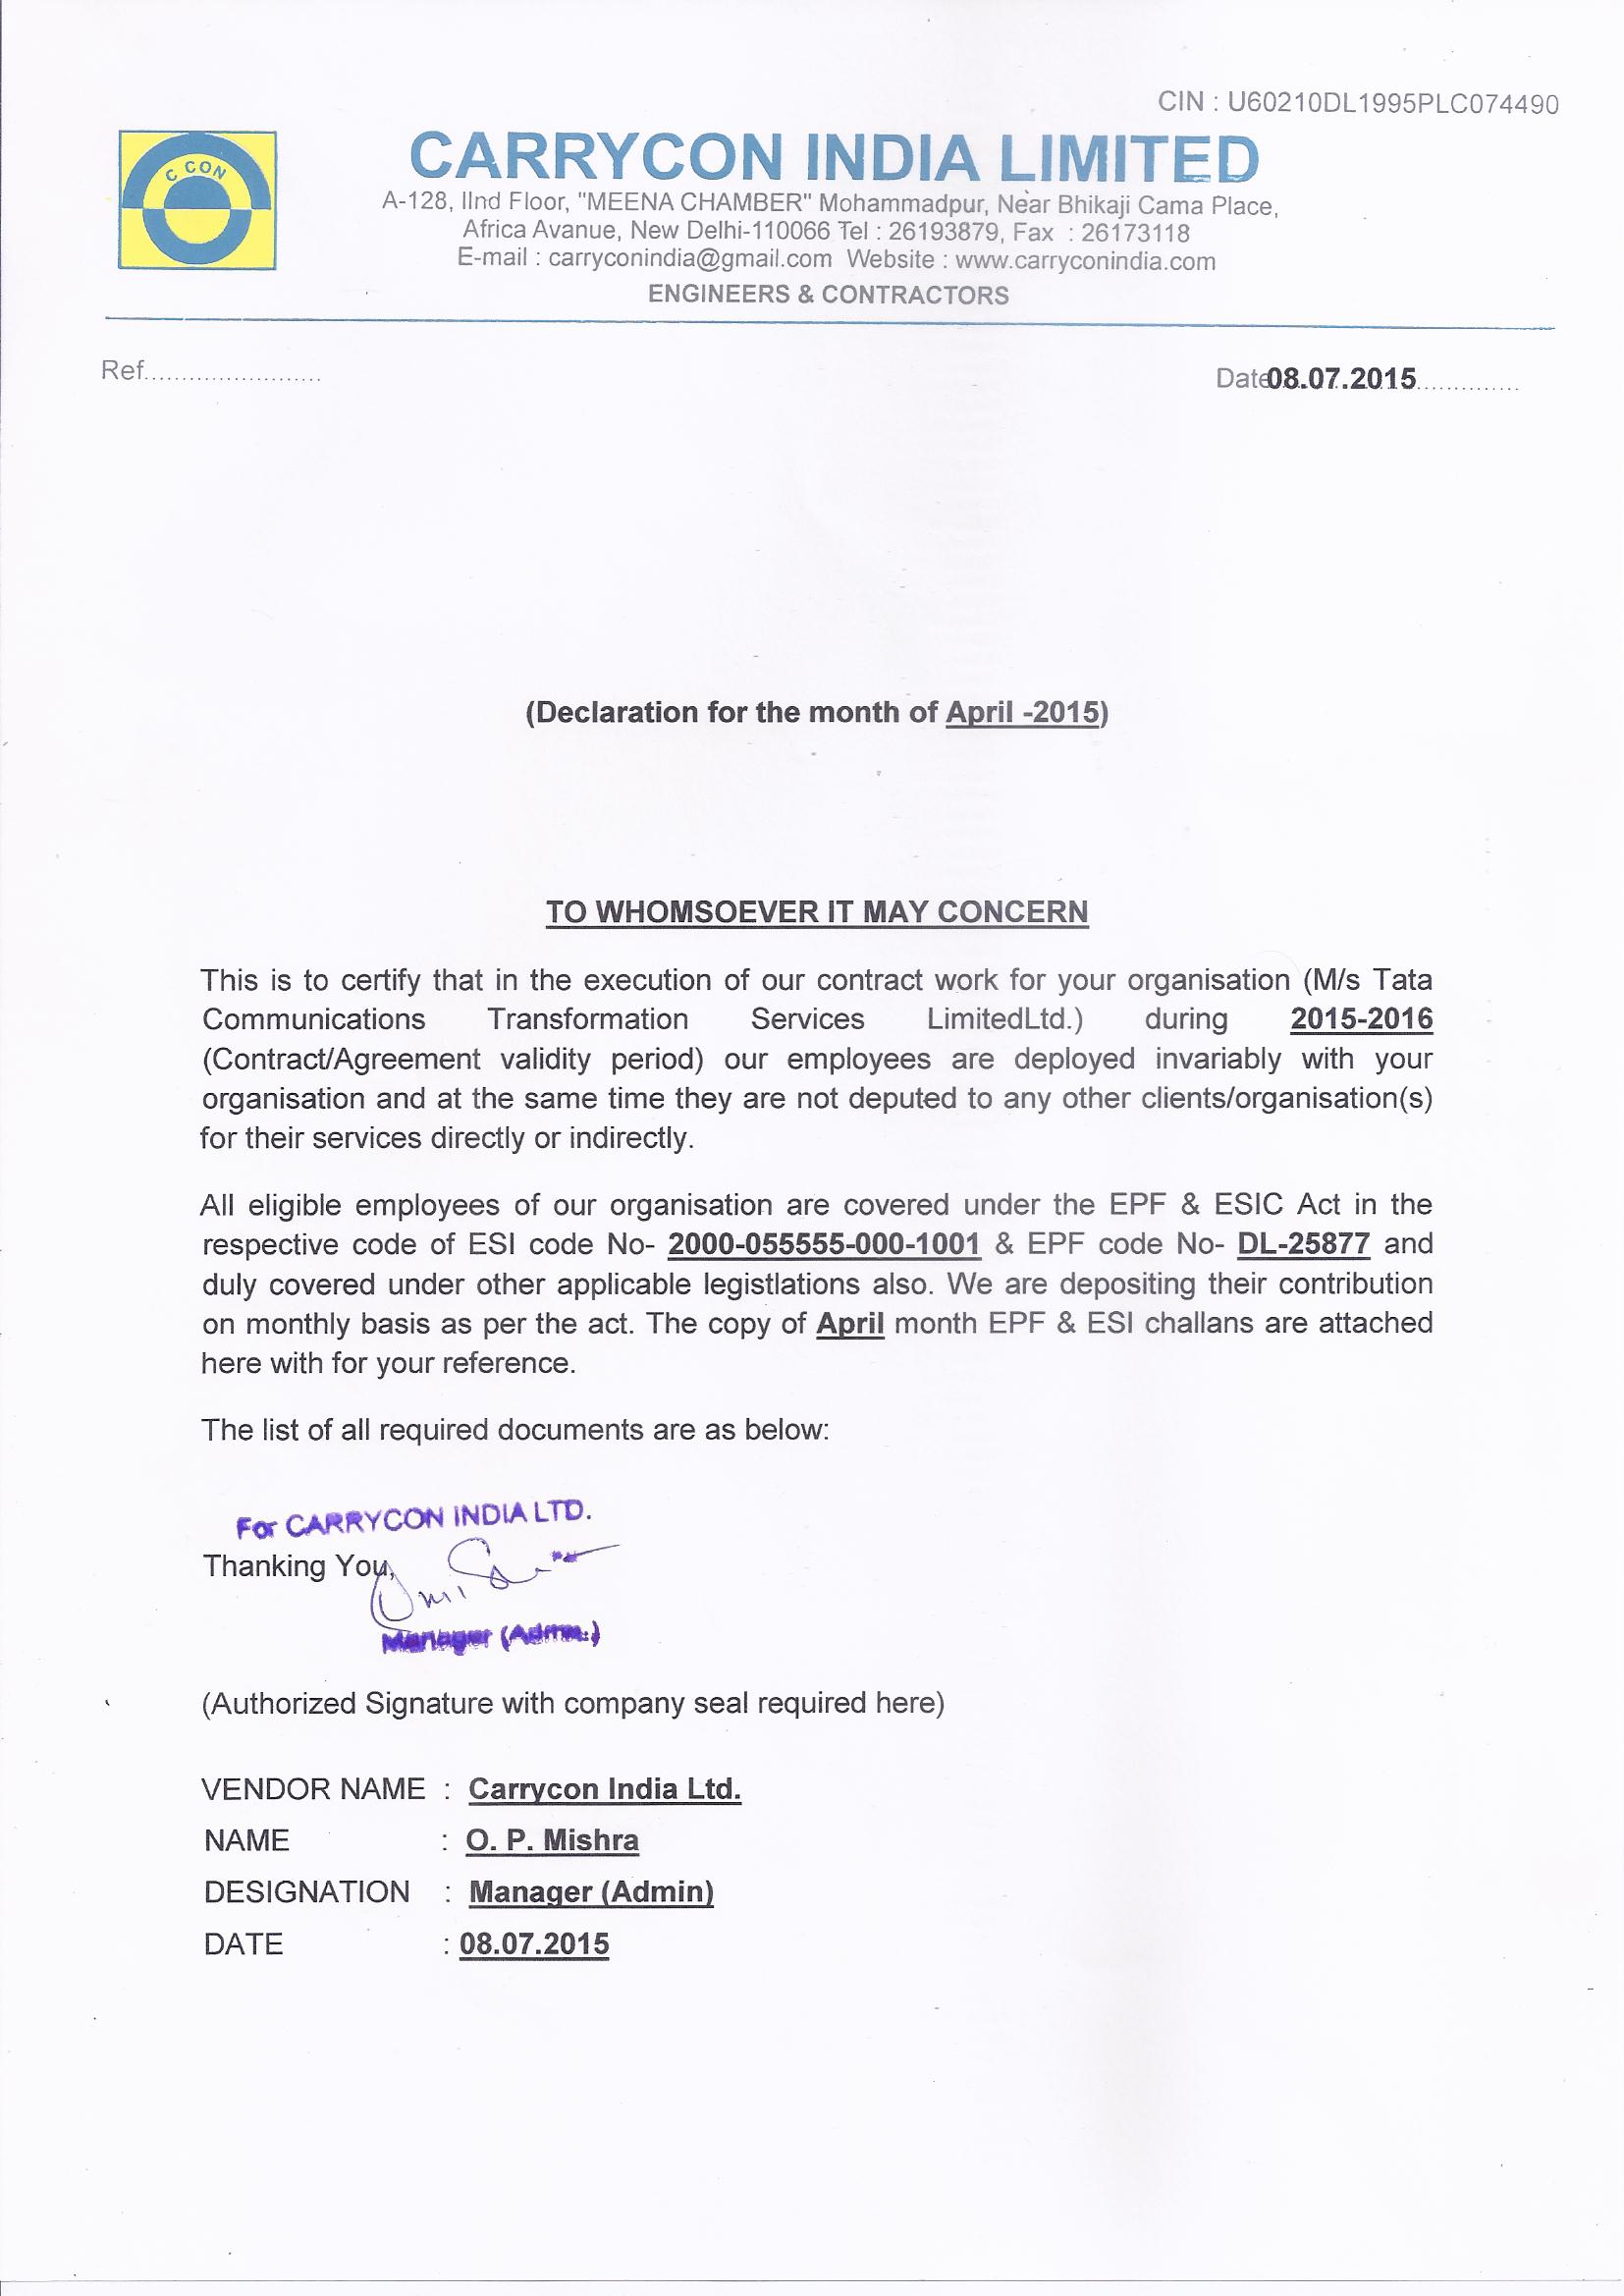 CIN : U60210DL1995PLC074490
C CON
CARRYCON INDIA LIMITED
A-128, IInd Floor, "MEENA CHAMBER" Mohammadpur, Near Bhikaji Cama Place,
Africa Avanue, New Delhi-110066 Tel : 26193879, Fax : 26173118
E-mail : carryconindia@gmail.com Website : www.carryconindia.com
ENGINEERS & CONTRACTORS
Ref........................
Date08.07.2015..............
(Declaration for the month of April -2015)
TO WHOMSOEVER IT MAY CONCERN
This is to certify that in the execution of our contract work for your organisation (M/s Tata
Communications Transformation Services LimitedLtd.) during 2015-2016
(Contract/Agreement validity period) our employees are deployed invariably with your
organisation and at the same time they are not deputed to any other clients/organisation(s)
for their services directly or indirectly.
All eligible employees of our organisation are covered under the EPF & ESIC Act in the
respective code of ESI code No- 2000-055555-000-1001 & EPF code No- DL-25877 and
duly covered under other applicable legistlations also. We are depositing their contribution
on monthly basis as per the act. The copy of April month EPF & ESI challans are attached
here with for your reference.
The list of all required documents are as below:
For CARRYCON INDIA LTD.
Thanking You,
Manager (Admn.)
(Authorized Signature with company seal required here)
VENDOR NAME : Carrycon India Ltd.
NAME : O. P. Mishra
DESIGNATION : Manager (Admin)
DATE : 08.07.2015